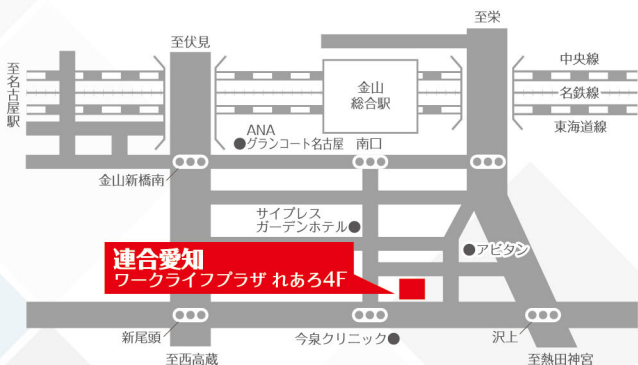 至栄
至伏見
中央線
名鉄線
東海道線
至名古屋駅
金山
総合駅
ANA
グランコート名古屋
南口
金山新橋南
サイプレス
ガーデンホテル
アピタン
連合愛知
ワークライフプラザ れあろ4F
新尾頭
今泉クリニック
沢上
至西高蔵
至熱田神宮